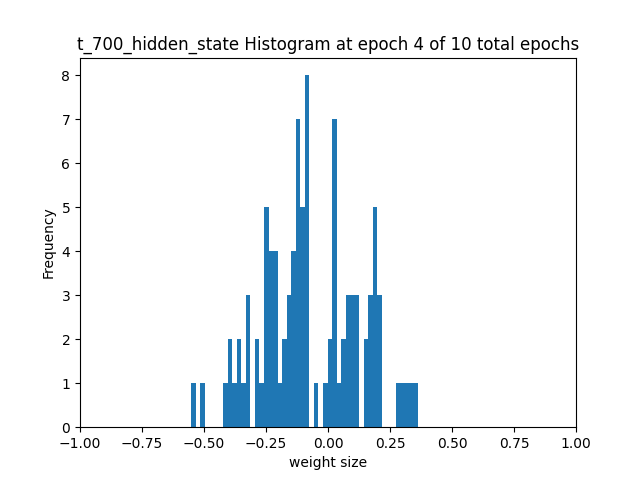 t_700_hidden_state Histogram at epoch 4 of 10 total epochs
8
7
6
5
4
3
2
1
0
Frequency
−1.00 −0.75 −0.50 −0.25 0.00 0.25 0.50 0.75 1.00
weight size